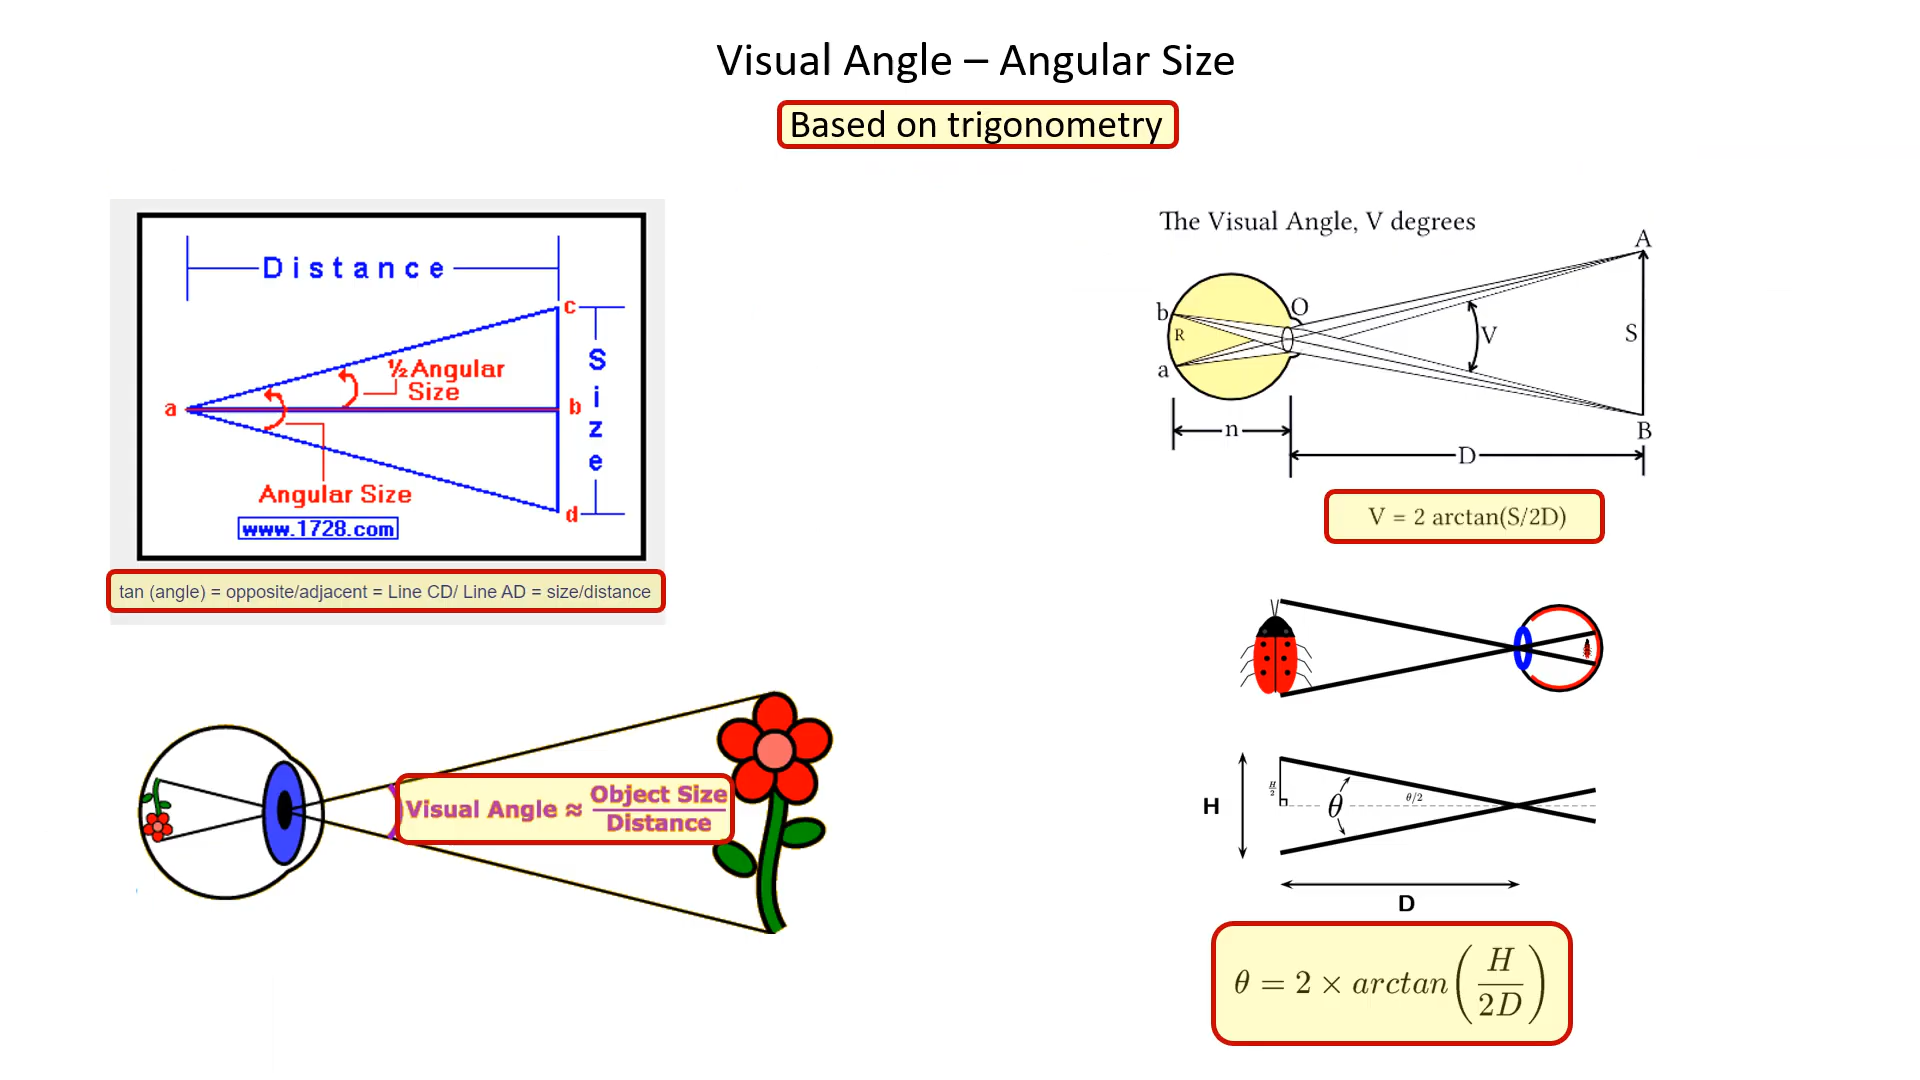 Visual Angle – Angular Size
Based on trigonometry
Distance
c
½ Angular
Size
a
b
Size
Angular Size
d
www.1728.com
tan (angle) = opposite/adjacent = Line CD/ Line AD = size/distance
The Visual Angle, V degrees
A
b
O
R
V
S
a
n
B
D
V = 2 arctan(S/2D)
Visual Angle ≈ Object Size
Distance
H
H
2
θ
θ/2
D
θ = 2 × arctan(H/2D)